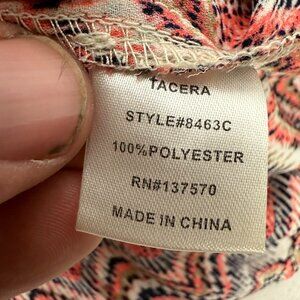 TACERA
STYLE#8463C
100%POLYESTER
RN#137570
MADE IN CHINA